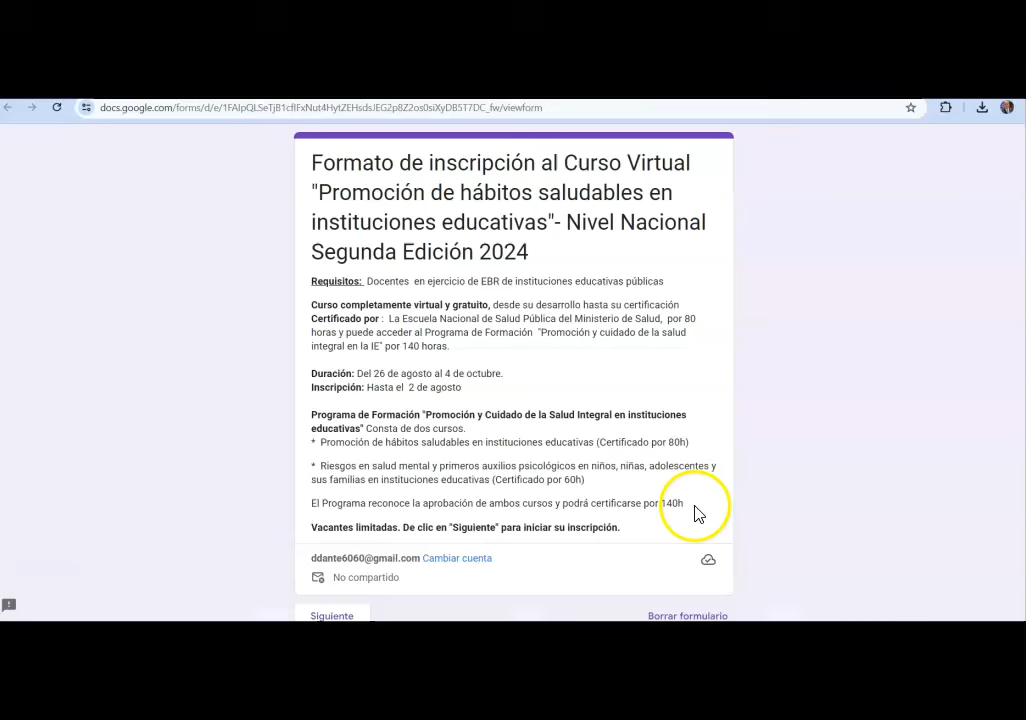 docs.google.com/forms/d/e/1FAIpQLSeTjB1cflFxNut4HytZEHsdsJEG2p8Z2os0siXyDB5T7DC_fw/viewform
Formato de inscripción al Curso Virtual
"Promoción de hábitos saludables en
instituciones educativas"- Nivel Nacional
Segunda Edición 2024
Requisitos: Docentes en ejercicio de EBR de instituciones educativas públicas
Curso completamente virtual y gratuito, desde su desarrollo hasta su certificación
Certificado por : La Escuela Nacional de Salud Pública del Ministerio de Salud, por 80
horas y puede acceder al Programa de Formación "Promoción y cuidado de la salud
integral en la IE" por 140 horas.
Duración: Del 26 de agosto al 4 de octubre.
Inscripción: Hasta el 2 de agosto
Programa de Formación "Promoción y Cuidado de la Salud Integral en instituciones
educativas" Consta de dos cursos.
* Promoción de hábitos saludables en instituciones educativas (Certificado por 80h)
* Riesgos en salud mental y primeros auxilios psicológicos en niños, niñas, adolescentes y
sus familias en instituciones educativas (Certificado por 60h)
El Programa reconoce la aprobación de ambos cursos y podrá certificarse por 140h
Vacantes limitadas. De clic en "Siguiente" para iniciar su inscripción.
ddante6060@gmail.com Cambiar cuenta
No compartido
Siguiente Borrar formulario